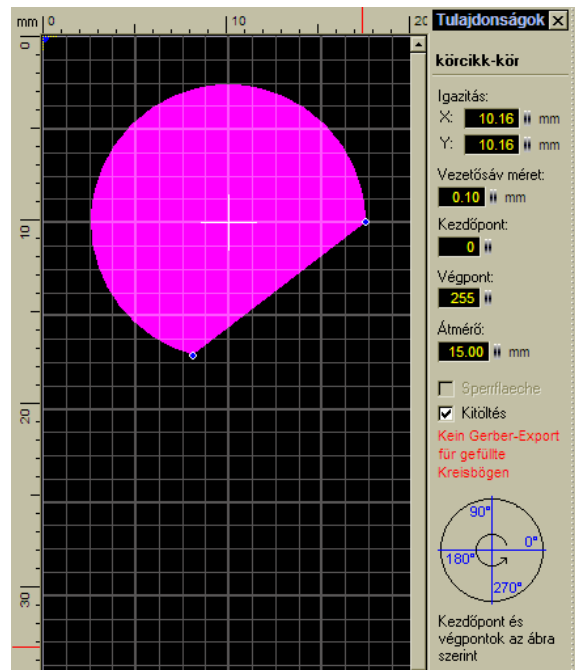 mm 0 10 20
Tulajdonságok
0
10
20
30
körcikk-kör
Igazitás:
X: 10.16 mm
Y: 10.16 mm
Vezetősáv méret:
0.10 mm
Kezdőpont:
0
Végpont:
255
Átmérő:
15.00 mm
Sperrflaeche
Kitöltés
Kein Gerber-Export
für gefüllte
Kreisbögen
90°
0°
180°
270°
Kezdőpont és
végpontok az ábra
szerint